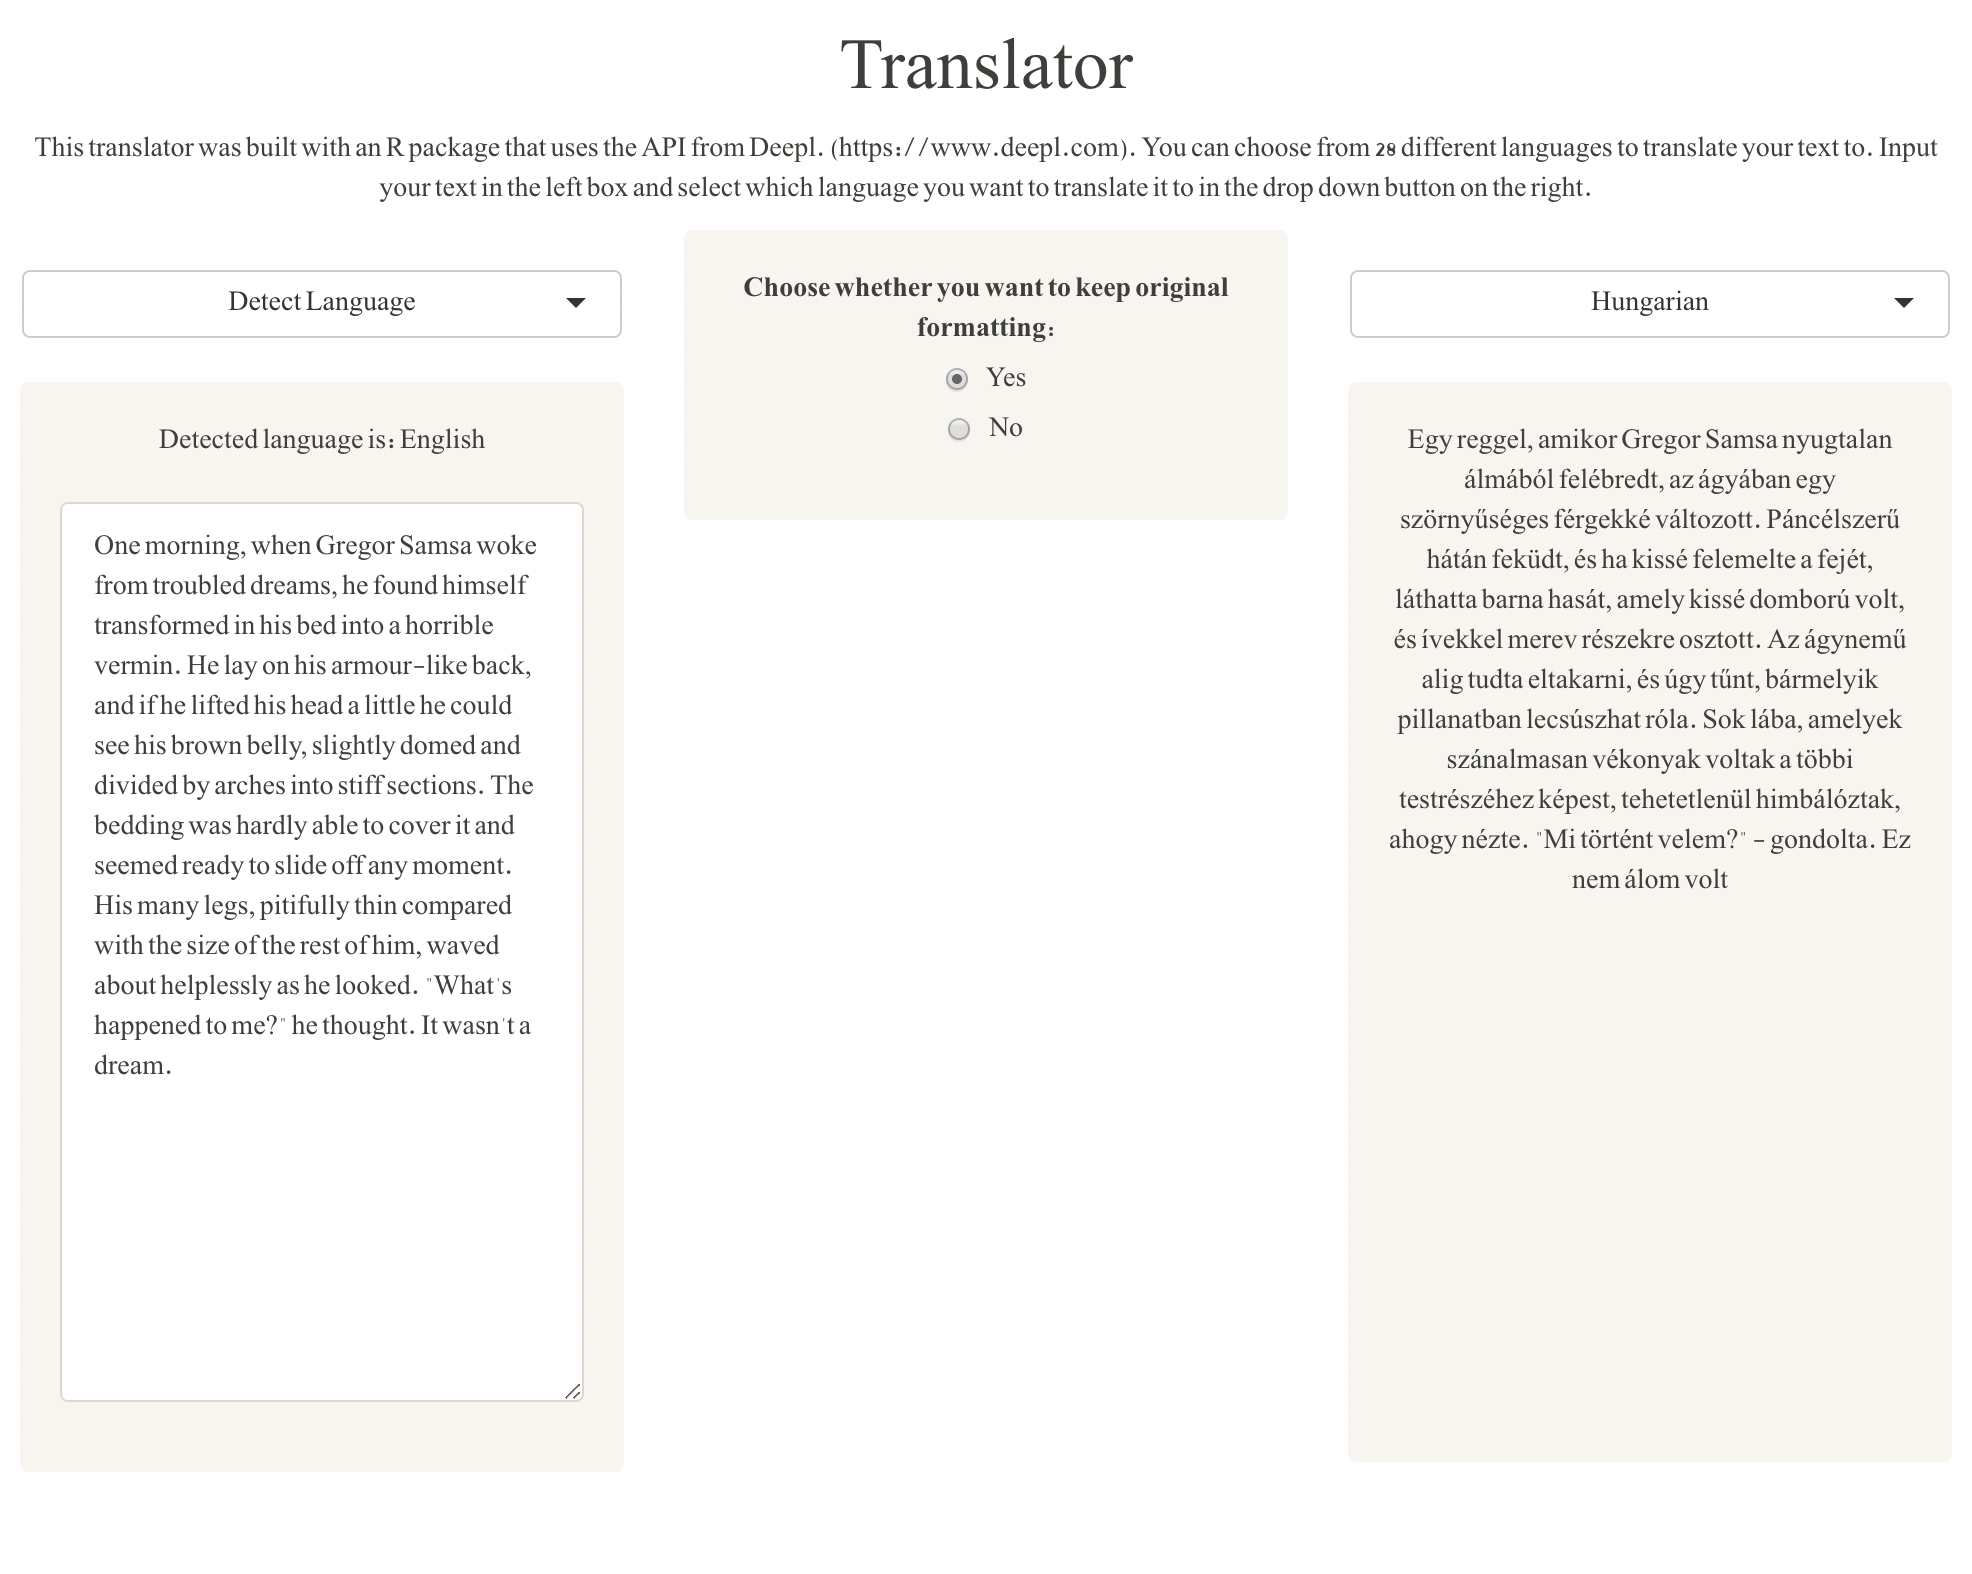 Translator
This translator was built with an R package that uses the API from Deepl. (https://www.deepl.com). You can choose from 28 different languages to translate your text to. Input
your text in the left box and select which language you want to translate it to in the drop down button on the right.
Detect Language
Detected language is: English
One morning, when Gregor Samsa woke
from troubled dreams, he found himself
transformed in his bed into a horrible
vermin. He lay on his armour-like back,
and if he lifted his head a little he could
see his brown belly, slightly domed and
divided by arches into stiff sections. The
bedding was hardly able to cover it and
seemed ready to slide off any moment.
His many legs, pitifully thin compared
with the size of the rest of him, waved
about helplessly as he looked. "What's
happened to me?" he thought. It wasn't a
dream.
Choose whether you want to keep original
formatting:
Yes
No
Hungarian
Egy reggel, amikor Gregor Samsa nyugtalan
álmából felébredt, az ágyában egy
szörnyűséges férgekké változott. Páncélszerű
hátán feküdt, és ha kissé felemelte a fejét,
láthatta barna hasát, amely kissé domború volt,
és ívekkel merev részekre osztott. Az ágynemű
alig tudta eltakarni, és úgy tűnt, bármelyik
pillanatban lecsúszhat róla. Sok lába, amelyek
szánalmasan vékonyak voltak a többi
testrészéhez képest, tehetetlenül himbálóztak,
ahogy nézte. "Mi történt velem?" - gondolta. Ez
nem álom volt